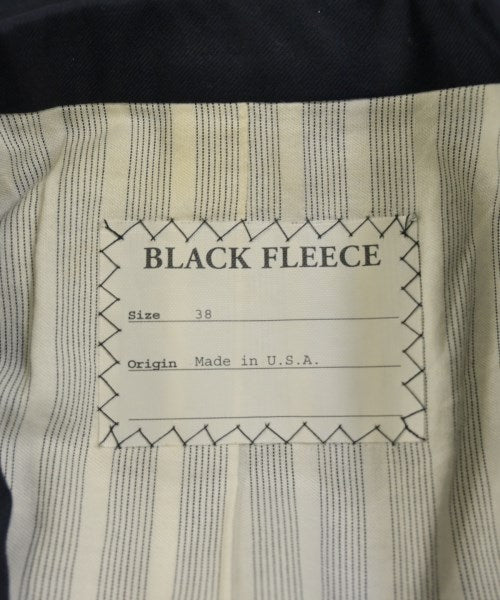 BLACK FLEECE
Size 38
Origin Made in U.S.A.